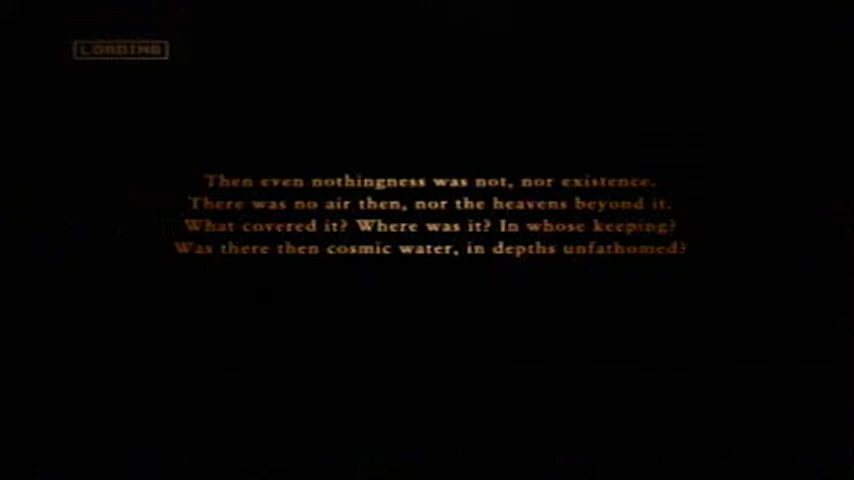 LOADING
Then even nothingness was not, nor existence.
There was no air then, nor the heavens beyond it.
What covered it? Where was it? In whose keeping?
Was there then cosmic water, in depths unfathomed?